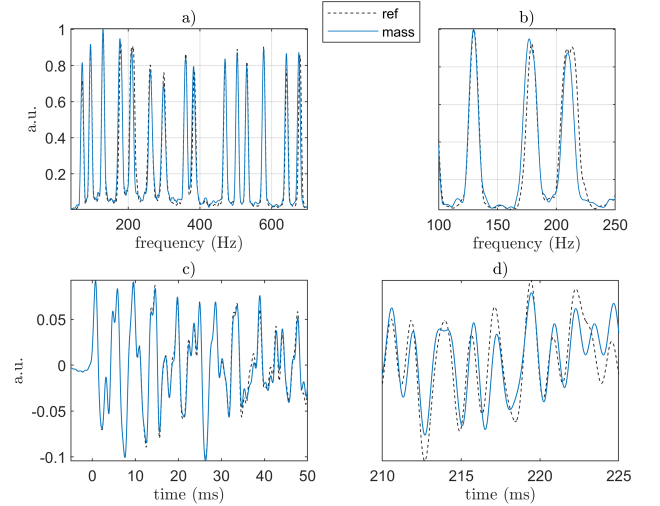 a)
ref
mass
b)
1
0.8
0.6
0.4
0.2
a.u.
200 400 600
frequency (Hz)
100 150 200 250
frequency (Hz)
c)
d)
0.05
0
-0.05
-0.1
a.u.
0 10 20 30 40 50
time (ms)
210 215 220 225
time (ms)